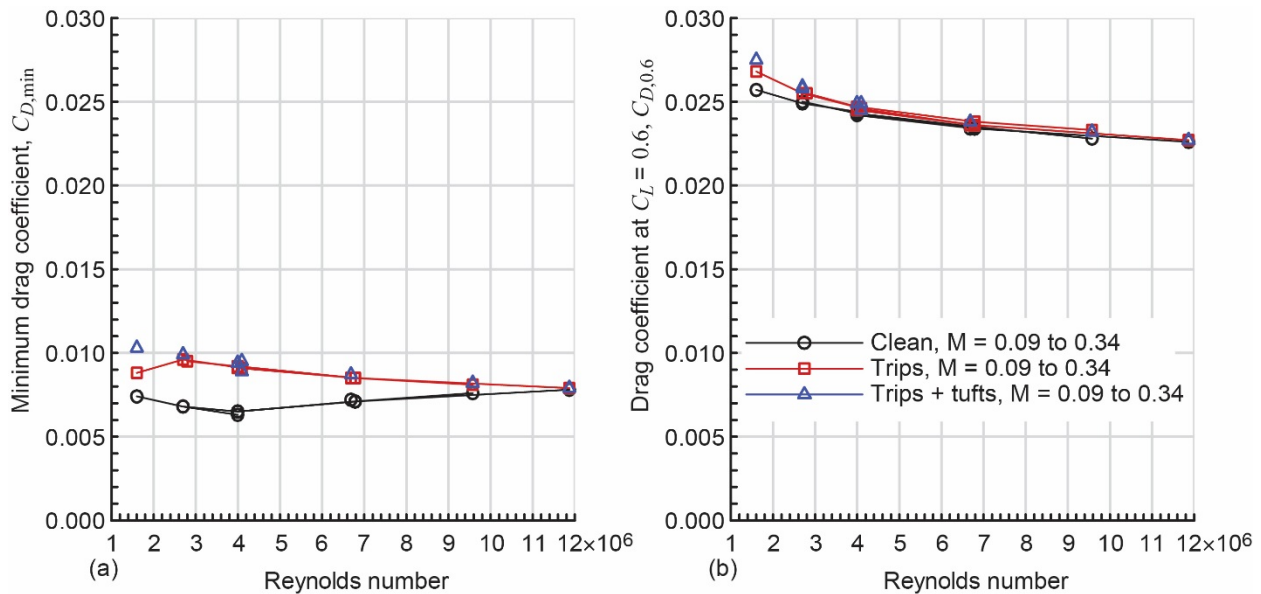 Minimum drag coefficient, C_D,min
0.030
0.025
0.020
0.015
0.010
0.005
0.000
1 2 3 4 5 6 7 8 9 10 11 12×10⁶
(a) Reynolds number
Drag coefficient at C_L = 0.6, C_D,0.6
0.030
0.025
0.020
0.015
0.010
0.005
0.000
Clean, M = 0.09 to 0.34
Trips, M = 0.09 to 0.34
Trips + tufts, M = 0.09 to 0.34
1 2 3 4 5 6 7 8 9 10 11 12×10⁶
(b) Reynolds number